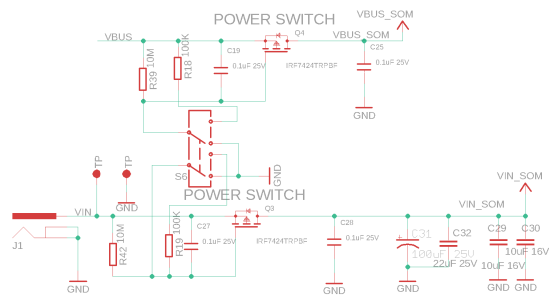 POWER SWITCH
VBUS_SOM
VBUS
Q4
VBUS_SOM
R39 10M
R18 100K
C19
0.1uF 25V
IRF7424TRPBF
C25
0.1uF 25V
GND
S6
GND
TP
TP
POWER SWITCH
VIN_SOM
GND
VIN
Q3
VIN_SOM
J1
R42 10M
R19 100K
C27
0.1uF 25V
IRF7424TRPBF
C28
0.1uF 25V
C31
100uF 25V
C32
22uF 25V
C29
10uF 16V
C30
10uF 16V
GND
GND
GND
GND
GND